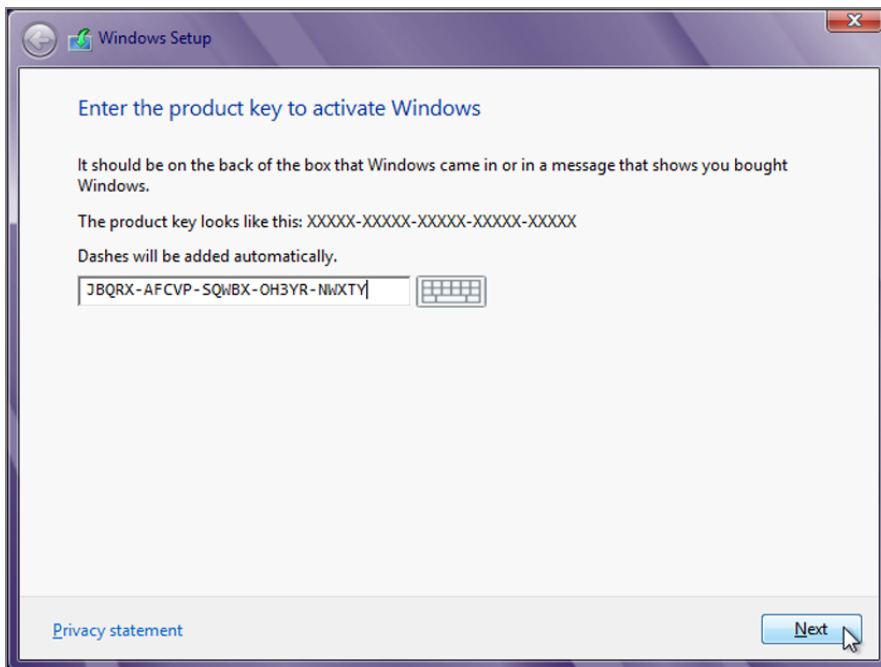 Windows Setup
Enter the product key to activate Windows
It should be on the back of the box that Windows came in or in a message that shows you bought
Windows.
The product key looks like this: XXXXX-XXXXX-XXXXX-XXXXX-XXXXX
Dashes will be added automatically.
JBQRX-AFCVP-SQWBX-OH3YR-NWXTY
Privacy statement
Next